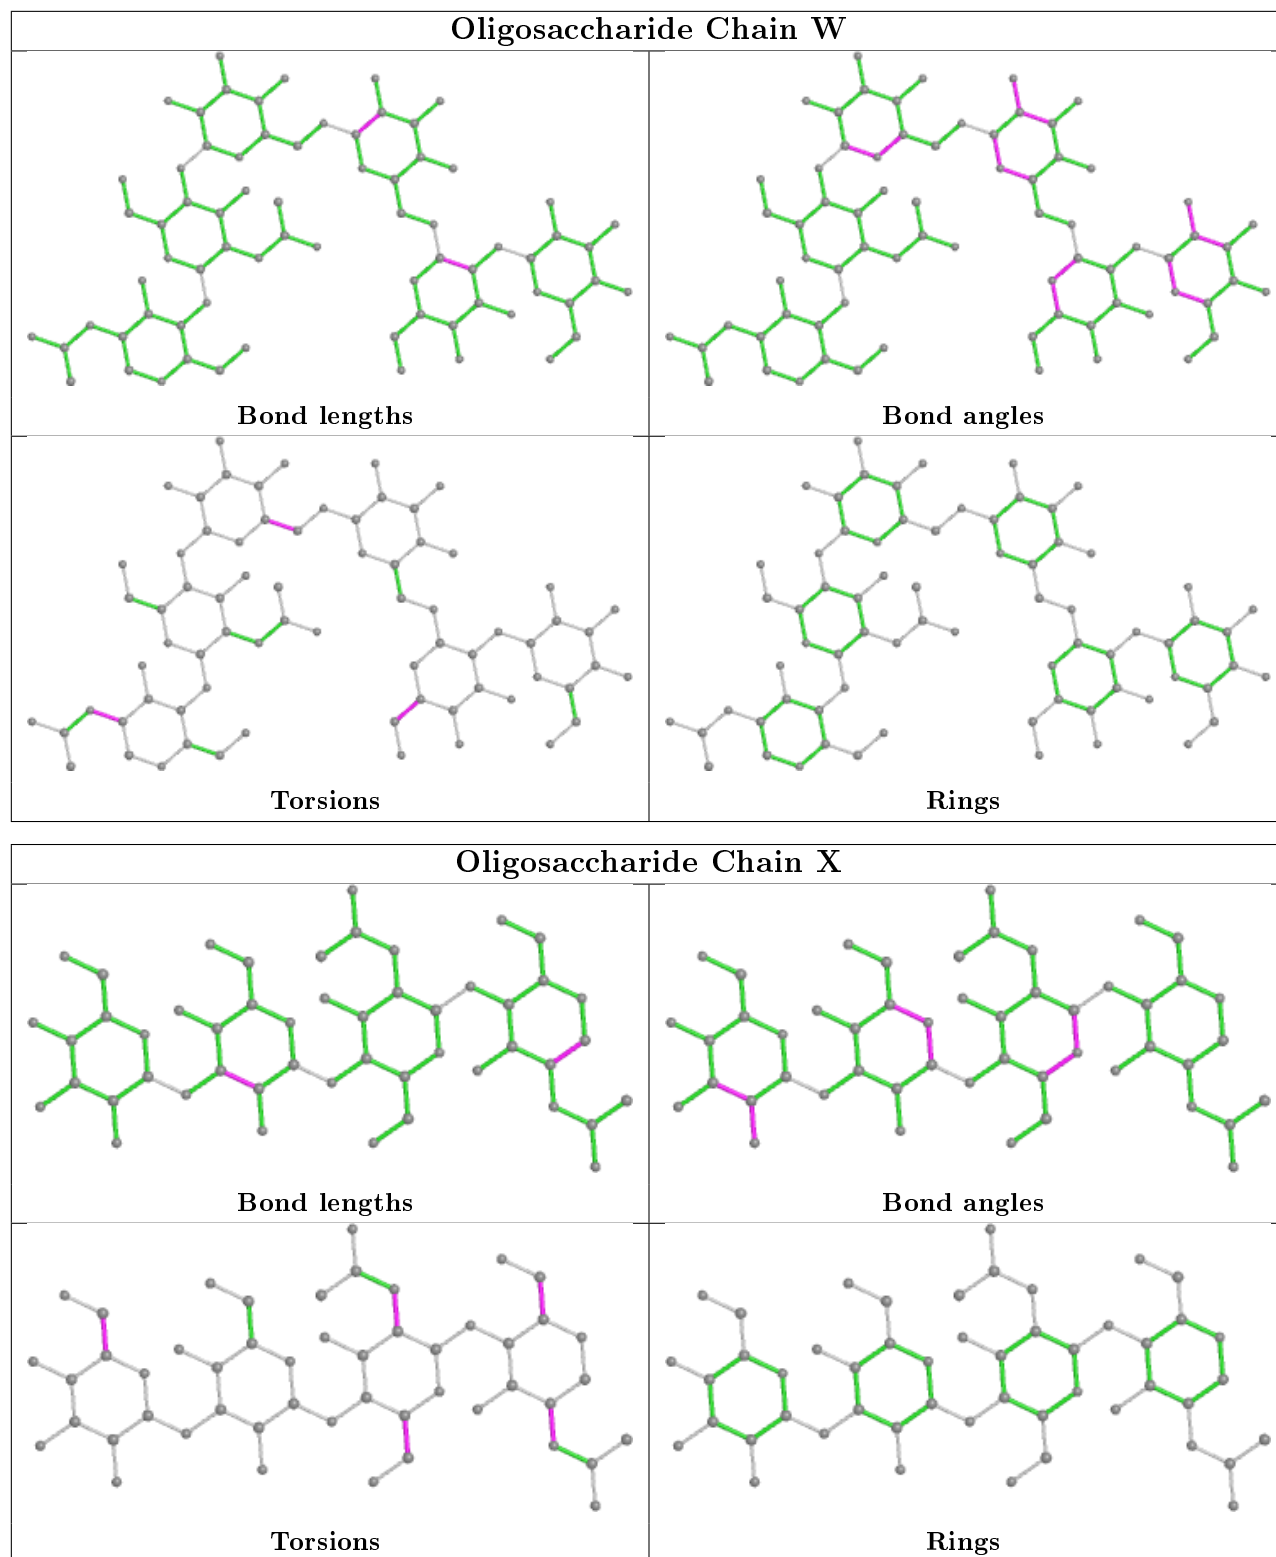 Oligosaccharide Chain W
Bond lengths
Bond angles
Torsions
Rings
Oligosaccharide Chain X
Bond lengths
Bond angles
Torsions
Rings